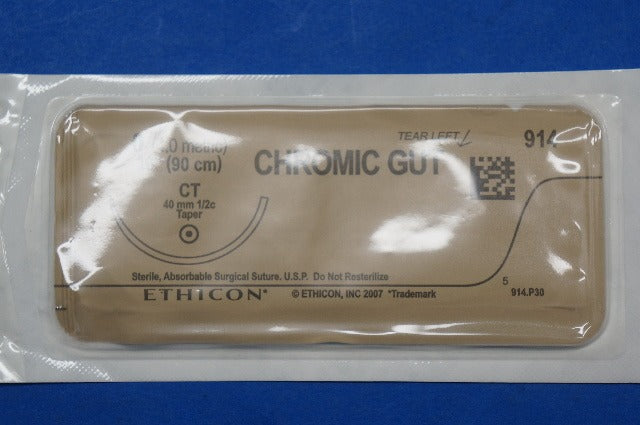 TEAR LEFT 914
metric)
(90 cm) CHROMIC GUT
CT
40 mm 1/2c
Taper
Sterile, Absorbable Surgical Suture. U.S.P. Do Not Resterilize
5
ETHICON* © ETHICON, INC 2007 *Trademark 914.P30